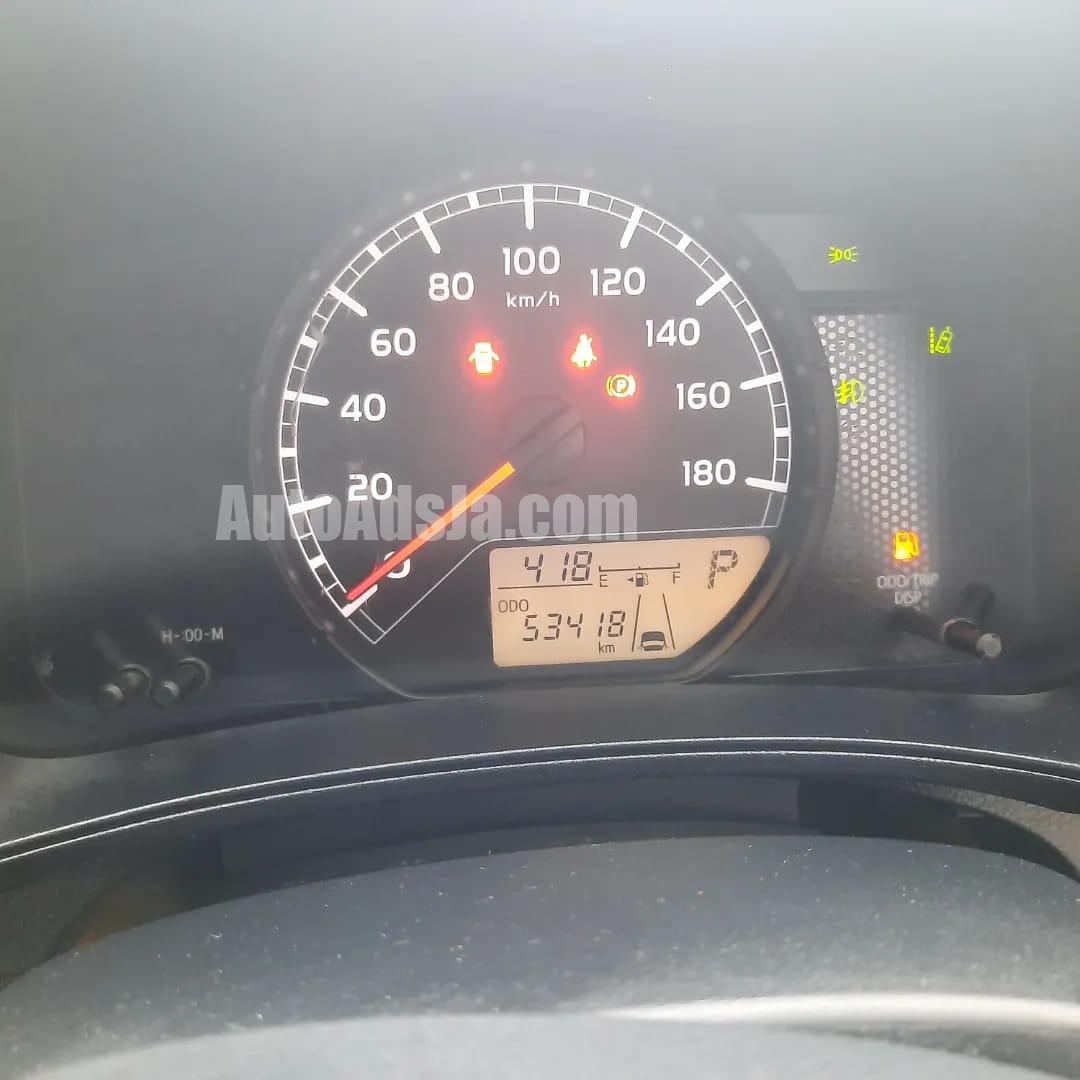 100
80
120
km/h
60
140
40
160
20
180
AutoAdsJa.com
0
418
E
F
P
ODO
53418
km
P
ODO/TRIP
DISP
H-:00-M